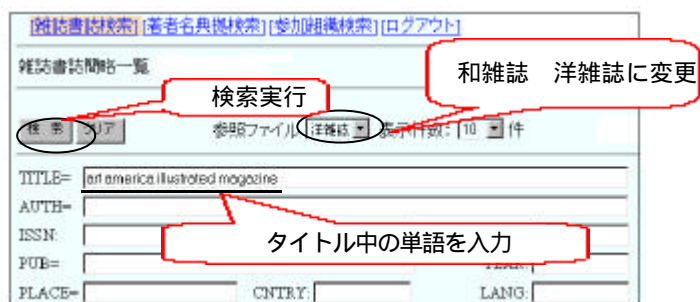 [雑誌書誌検索] [著者名典拠検索] [参加組織検索] [ログアウト]
雑誌書誌簡略一覧
和雑誌 洋雑誌に変更
検索実行
検 索 クリア 参照ファイル 洋雑誌 表示件数: 10 件
TITLE= art america illustrated magazine
AUTH=
ISSN:
タイトル中の単語を入力
PUB= YEAR:
PLACE= CNTRY: LANG: